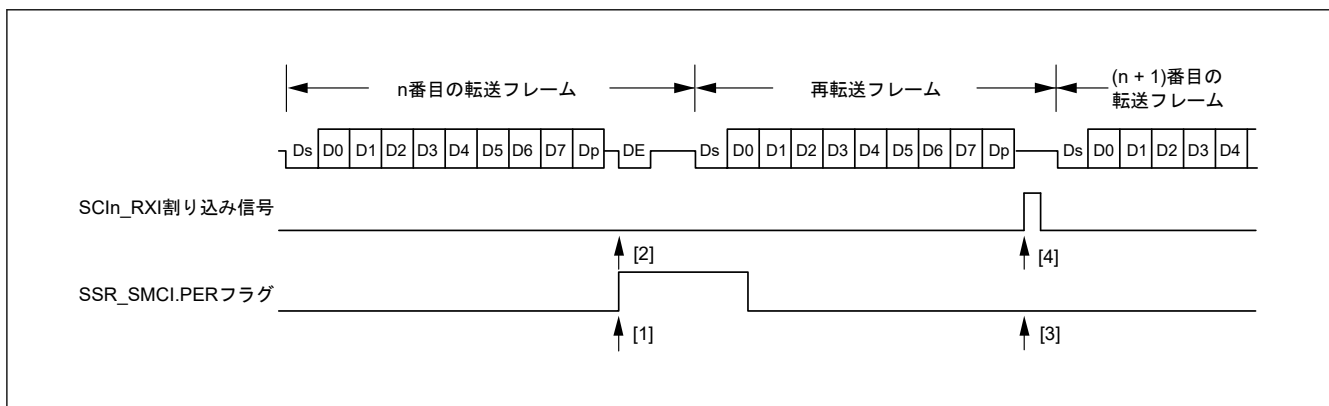 n番目の転送フレーム
再転送フレーム
(n + 1)番目の
転送フレーム
Ds D0 D1 D2 D3 D4 D5 D6 D7 Dp DE Ds D0 D1 D2 D3 D4 D5 D6 D7 Dp Ds D0 D1 D2 D3 D4
SCIn_RXI割り込み信号
[2] [4]
SSR_SMCI.PERフラグ
[1] [3]